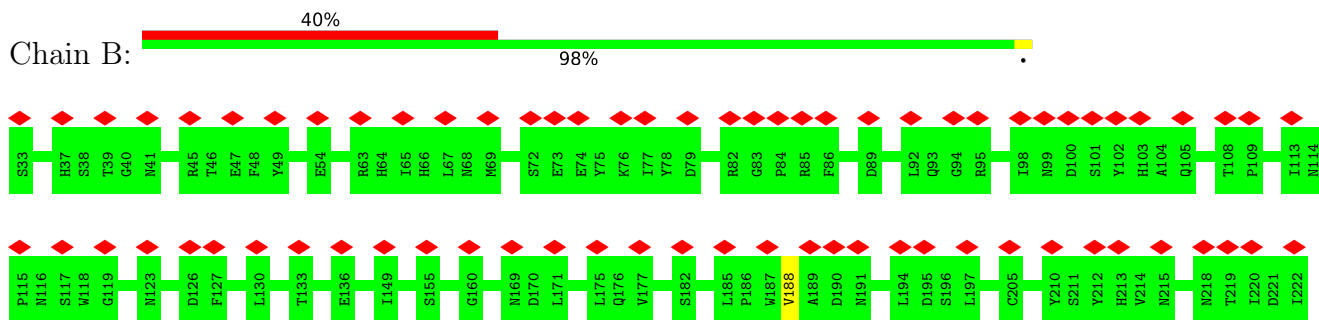 40%
Chain B:
98%
.
S33 H37 S38 T39 G40 N41 R45 T46 E47 F48 Y49 E54 R63 H64 I65 H66 L67 N68 M69 S72 E73 E74 Y75 K76 I77 Y78 D79 R82 G83 P84 R85 F86 D89 L92 Q93 G94 R95 I98 N99 D100 S101 Y102 H103 A104 Q105 T108 P109 I113 N114
P115 N116 S117 W118 G119 N123 D126 F127 L130 T133 E136 I149 S155 G160 N169 D170 L171 L175 Q176 V177 S182 L185 P186 W187 V188 A189 D190 N191 L194 D195 S196 L197 C205 Y210 S211 Y212 H213 V214 N215 N218 T219 I220 D221 I222